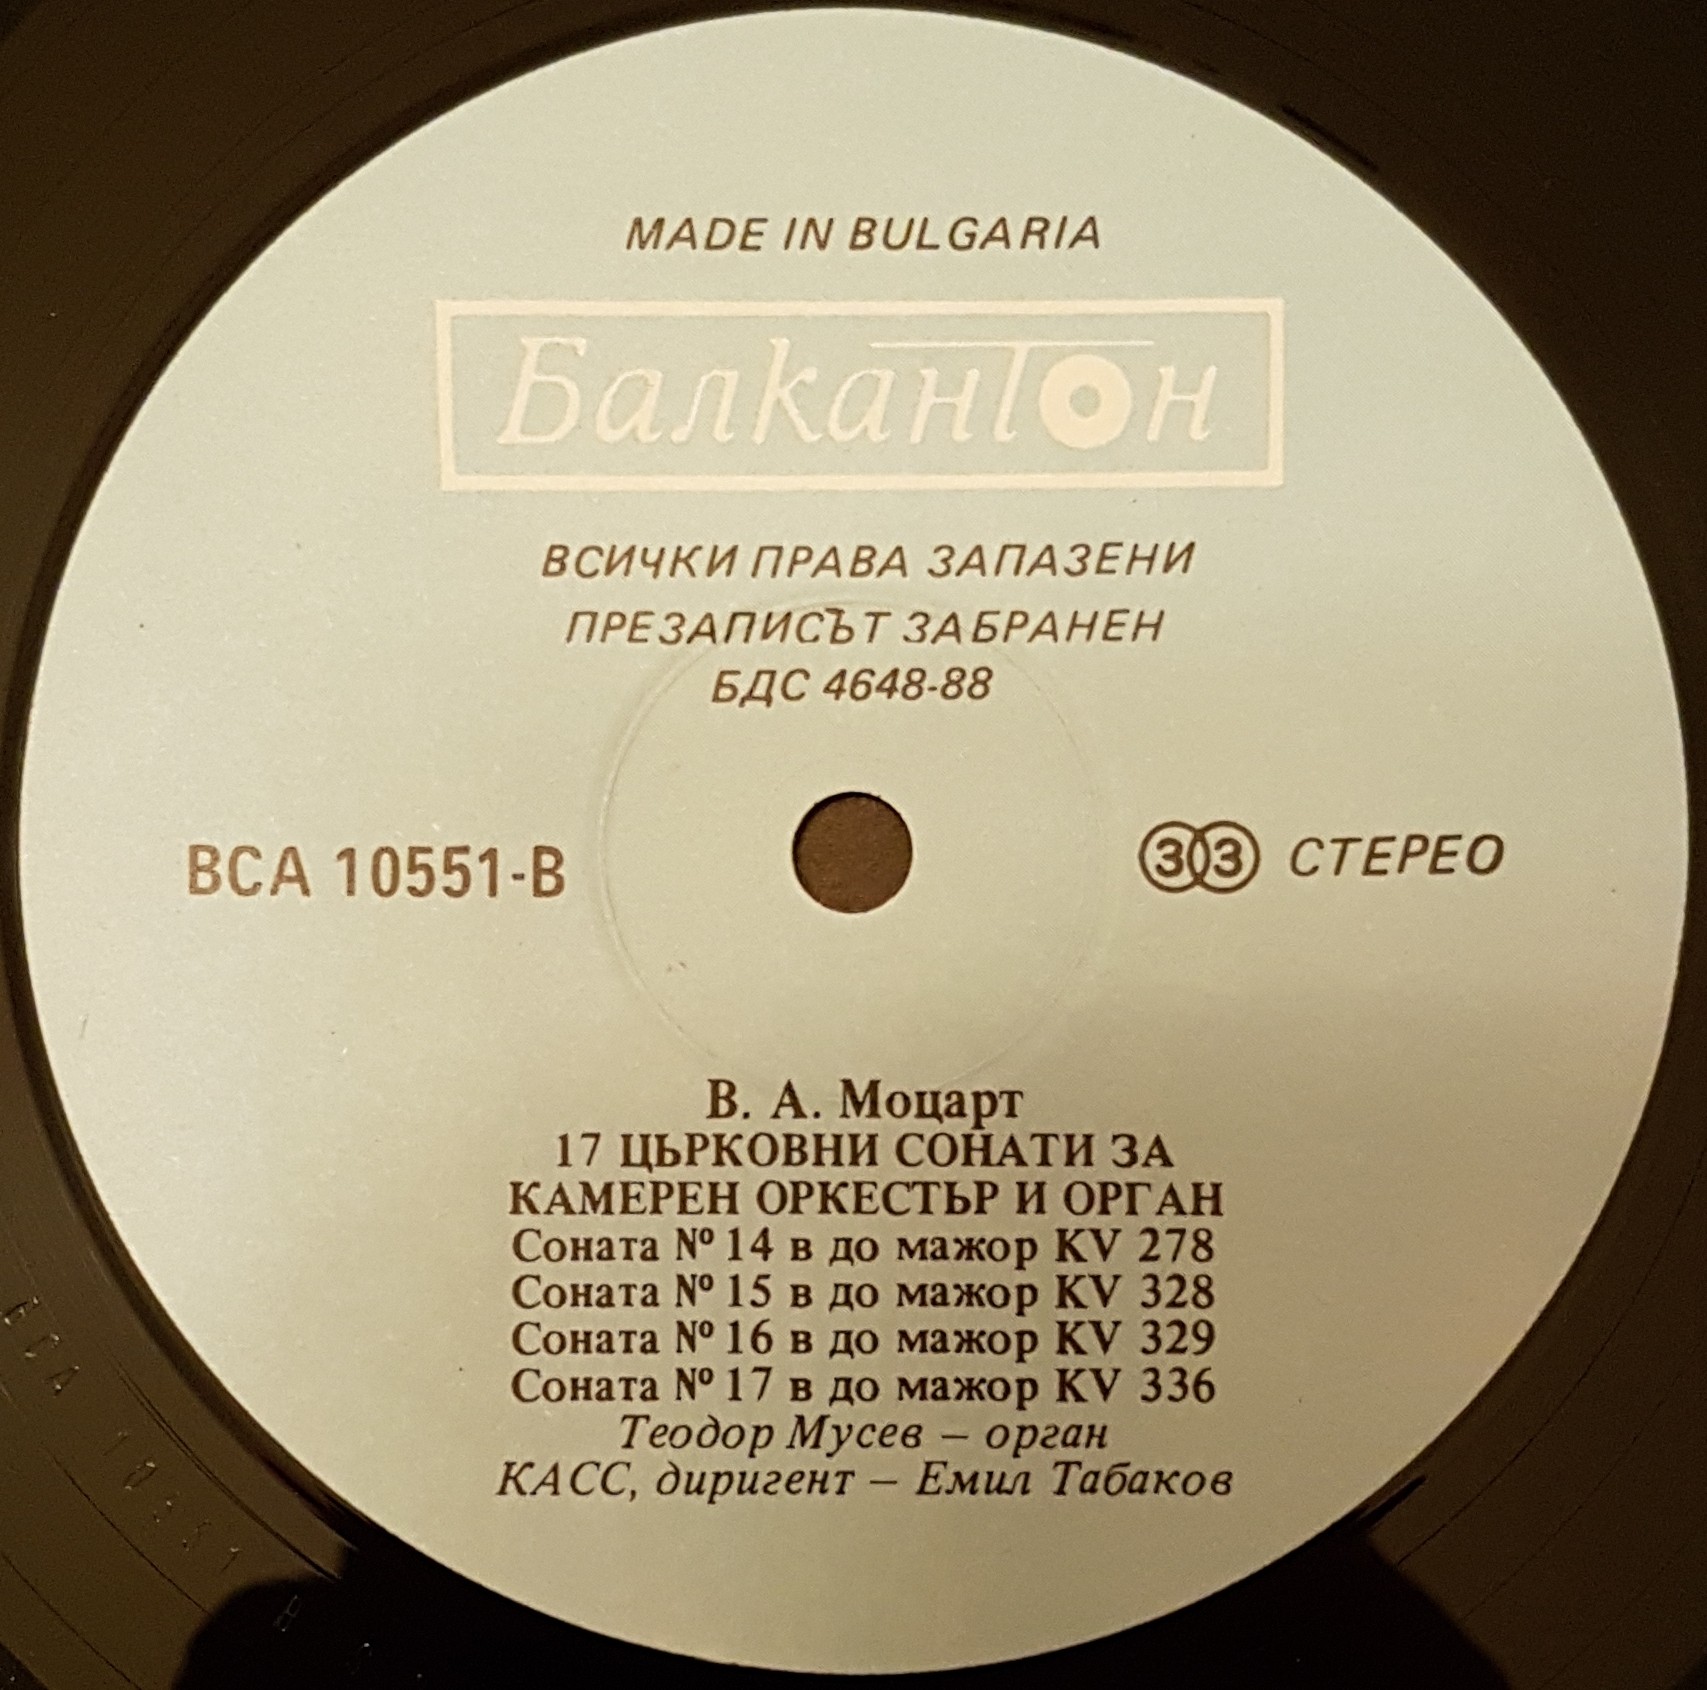 MADE IN BULGARIA
Балкантон
ВСИЧКИ ПРАВА ЗАПАЗЕНИ
ПРЕЗАПИСЪТ ЗАБРАНЕН
БДС 4648-88
ВСА 10551-В
33 СТЕРЕО
В. А. Моцарт
17 ЦЬРКОВНИ СОНАТИ ЗА
КАМЕРЕН ОРКЕСТЬР И ОРГАН
Соната № 14 в до мажор KV 278
Соната № 15 в до мажор KV 328
Соната № 16 в до мажор KV 329
Соната № 17 в до мажор KV 336
Теодор Мусев – орган
КАСС, диригент – Емил Табаков